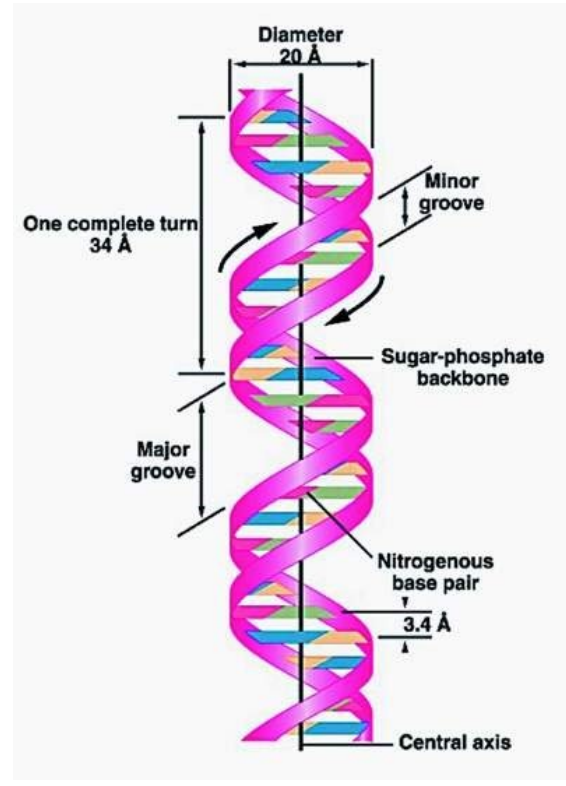 Diameter
20 Å
Minor
groove
One complete turn
34 Å
Sugar-phosphate
backbone
Major
groove
Nitrogenous
base pair
3.4 Å
Central axis